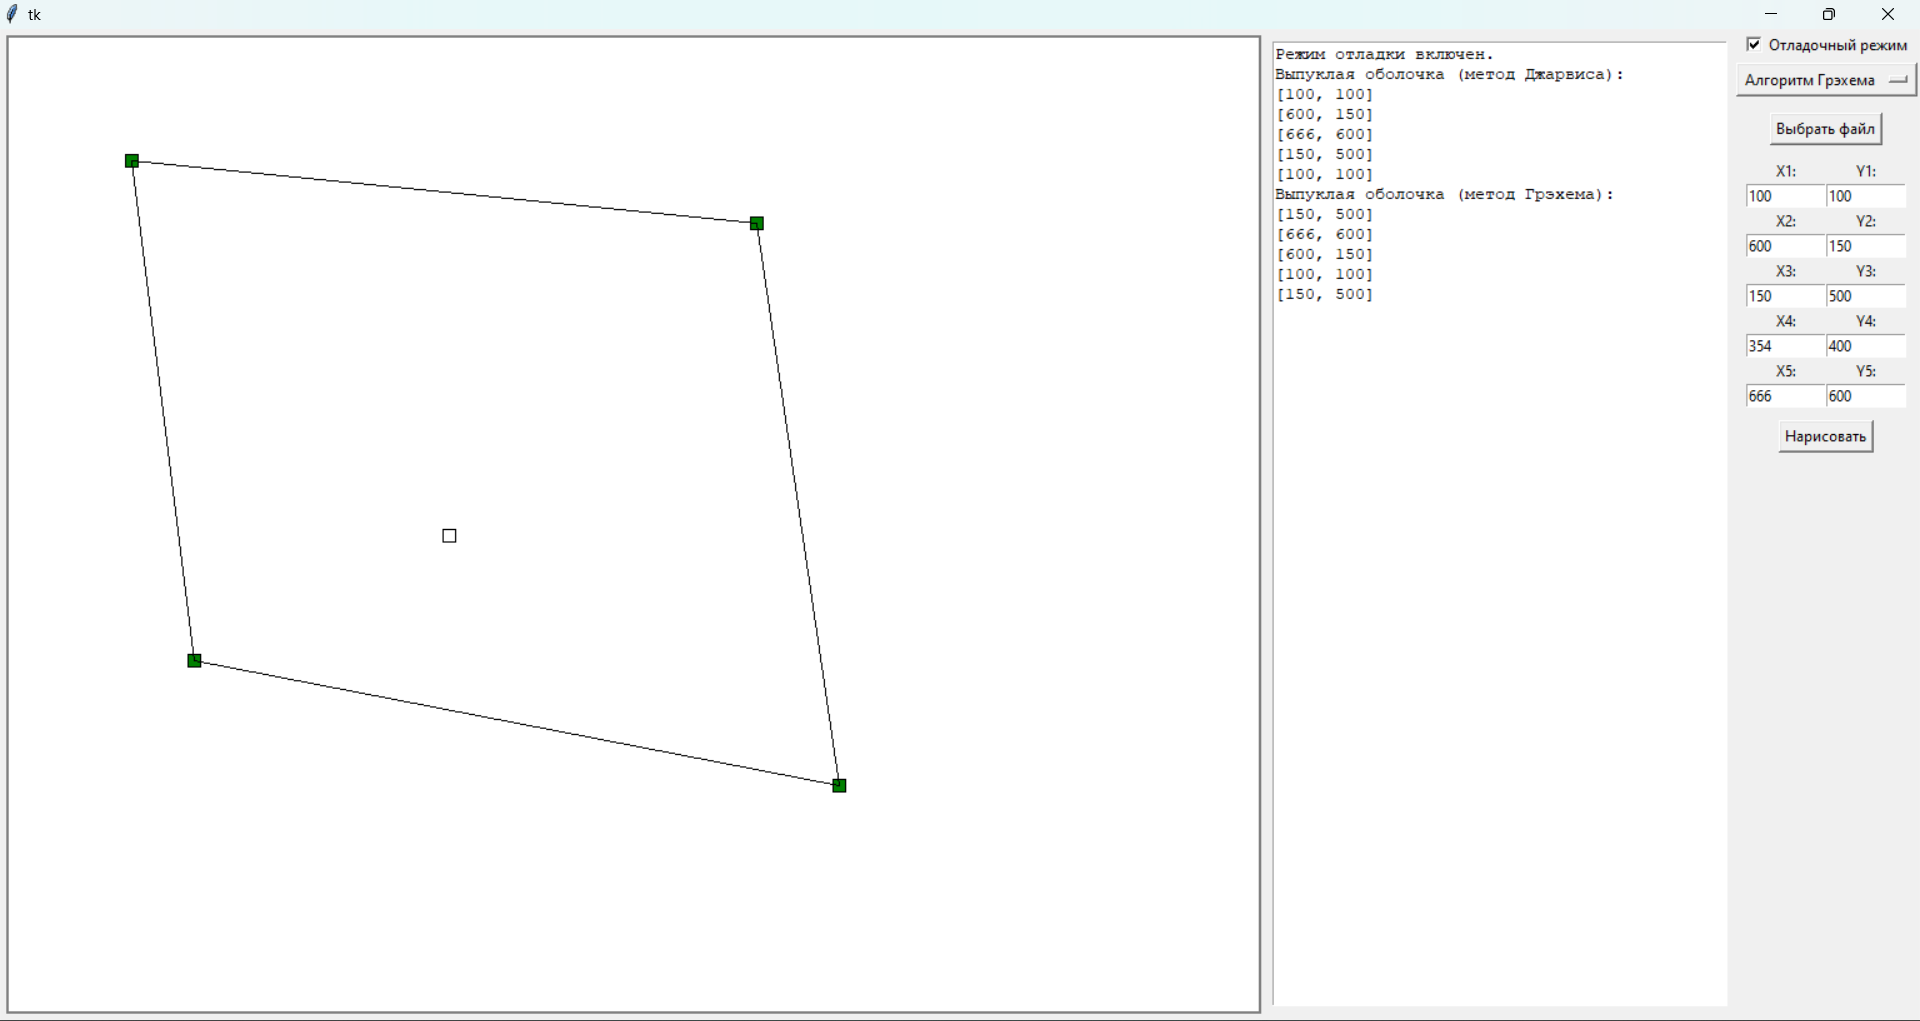 tk
Режим отладки включен.
Выпуклая оболочка (метод Джарвиса):
[100, 100]
[600, 150]
[666, 600]
[150, 500]
[100, 100]
Выпуклая оболочка (метод Грэхема):
[150, 500]
[666, 600]
[600, 150]
[100, 100]
[150, 500]
Отладочный режим
Алгоритм Грэхема
Выбрать файл
X1: Y1:
100 100
X2: Y2:
600 150
X3: Y3:
150 500
X4: Y4:
354 400
X5: Y5:
666 600
Нарисовать